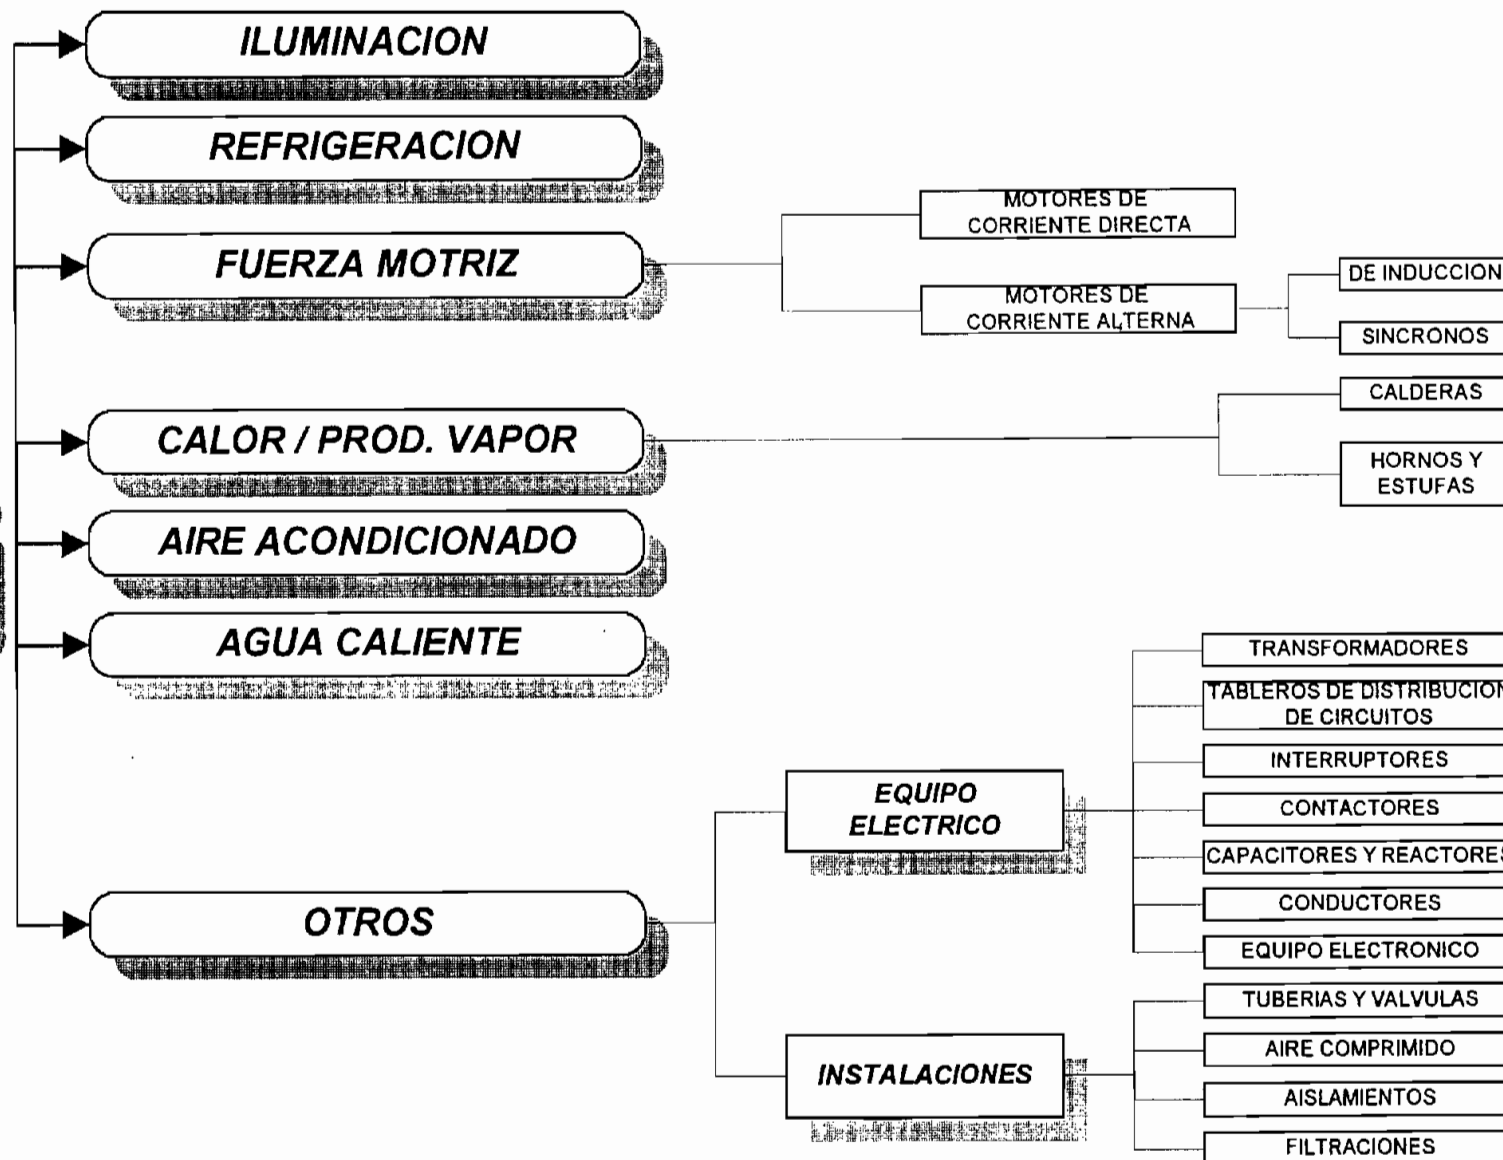 ILUMINACION
REFRIGERACION
FUERZA MOTRIZ
MOTORES DE
CORRIENTE DIRECTA
MOTORES DE
CORRIENTE ALTERNA
DE INDUCCION
SINCRONOS
CALOR / PROD. VAPOR
CALDERAS
HORNOS Y
ESTUFAS
AIRE ACONDICIONADO
AGUA CALIENTE
OTROS
EQUIPO
ELECTRICO
TRANSFORMADORES
TABLEROS DE DISTRIBUCION
DE CIRCUITOS
INTERRUPTORES
CONTACTORES
CAPACITORES Y REACTORES
CONDUCTORES
EQUIPO ELECTRONICO
INSTALACIONES
TUBERIAS Y VALVULAS
AIRE COMPRIMIDO
AISLAMIENTOS
FILTRACIONES